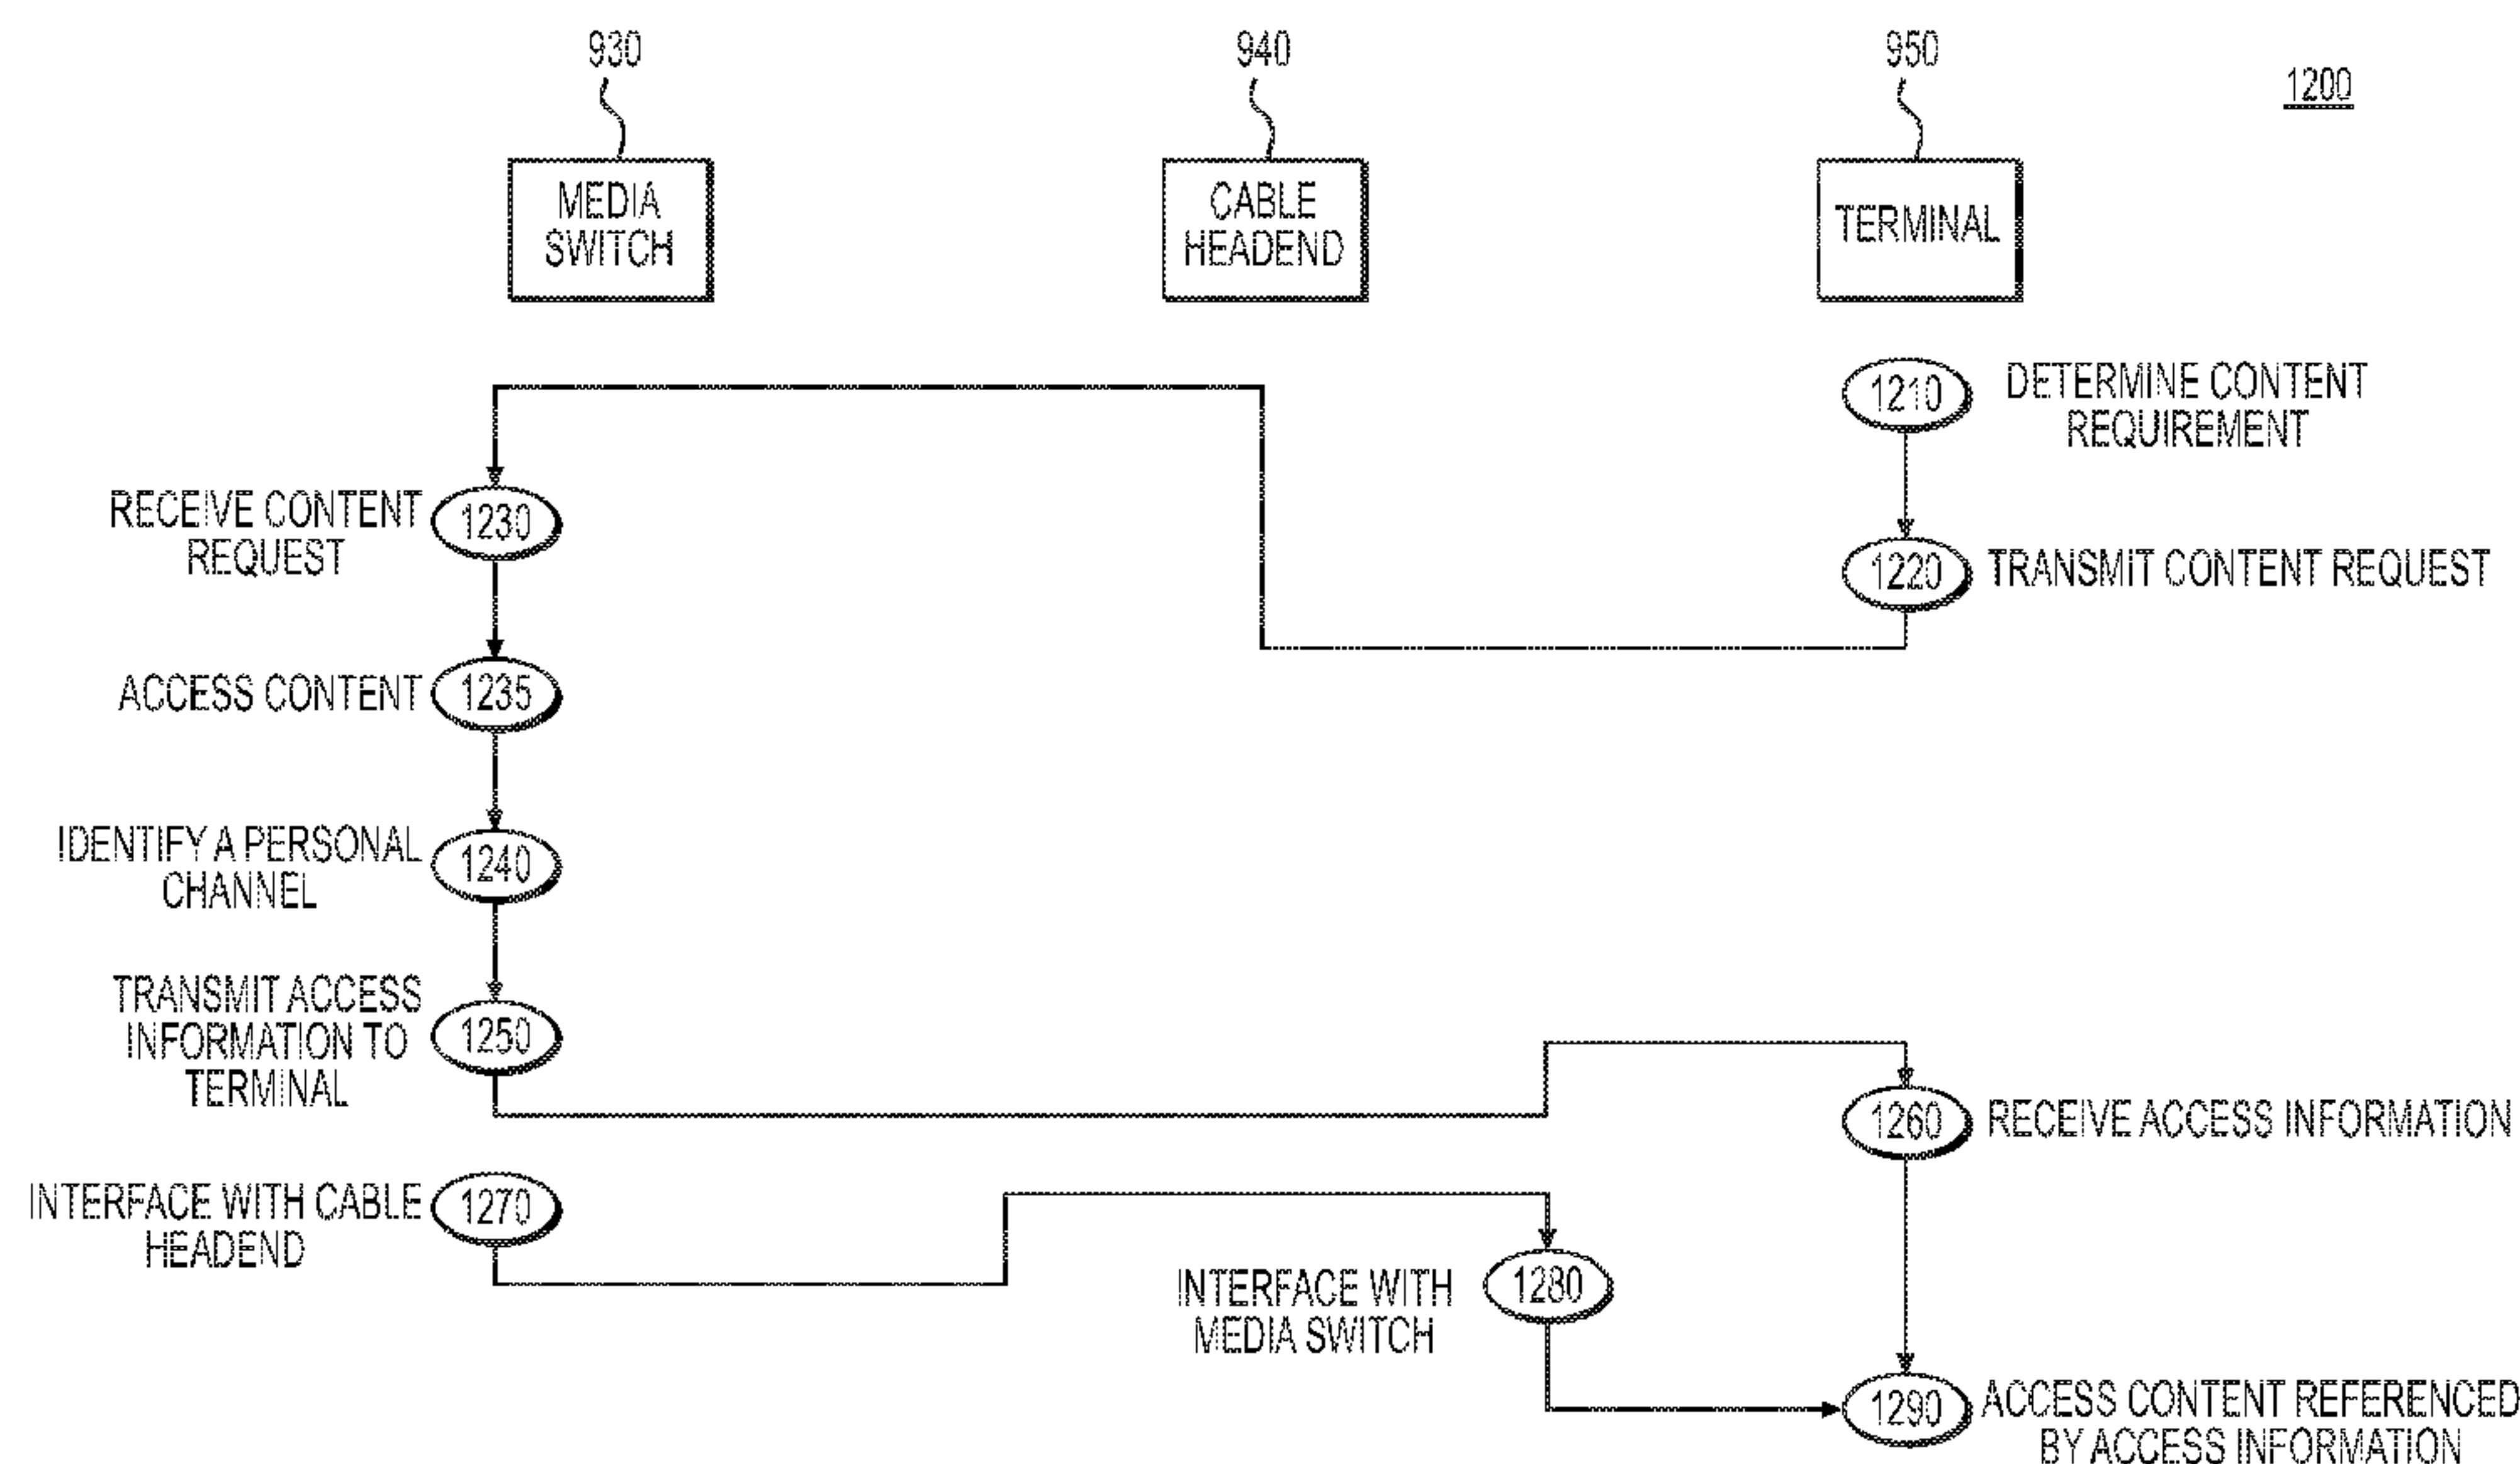 930
940
950
1200
MEDIA
SWITCH
CABLE
HEADEND
TERMINAL
1210
DETERMINE CONTENT
REQUIREMENT
RECEIVE CONTENT
REQUEST
1230
1220
TRANSMIT CONTENT REQUEST
ACCESS CONTENT
1235
IDENTIFY A PERSONAL
CHANNEL
1240
TRANSMIT ACCESS
INFORMATION TO
TERMINAL
1250
1260
RECEIVE ACCESS INFORMATION
INTERFACE WITH CABLE
HEADEND
1270
INTERFACE WITH
MEDIA SWITCH
1280
1290
ACCESS CONTENT REFERENCED
BY ACCESS INFORMATION